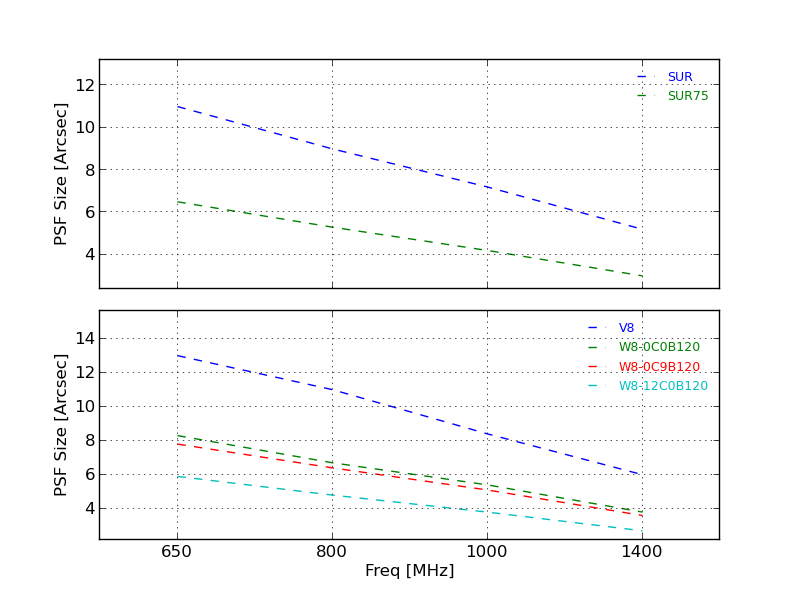 12
10
8
6
4
PSF Size [Arcsec]
SUR
SUR75
14
12
10
8
6
4
PSF Size [Arcsec]
V8
W8-0C0B120
W8-0C9B120
W8-12C0B120
650 800 1000 1400
Freq [MHz]